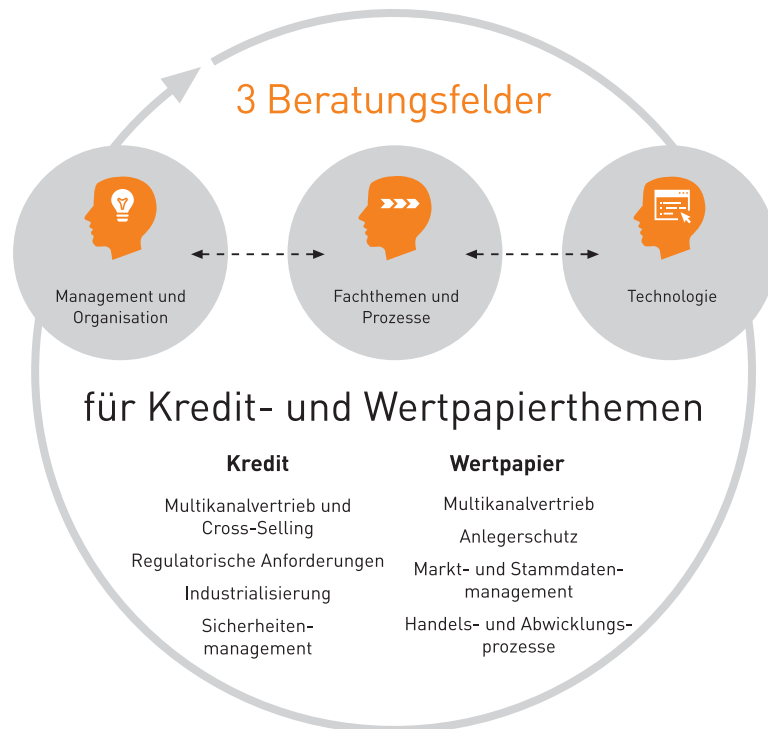 3 Beratungsfelder
Management und
Organisation
Fachthemen und
Prozesse
Technologie
für Kredit- und Wertpapierthemen
Kredit
Multikanalvertrieb und
Cross-Selling
Regulatorische Anforderungen
Industrialisierung
Sicherheiten-
management
Wertpapier
Multikanalvertrieb
Anlegerschutz
Markt- und Stammdaten-
management
Handels- und Abwicklungs-
prozesse